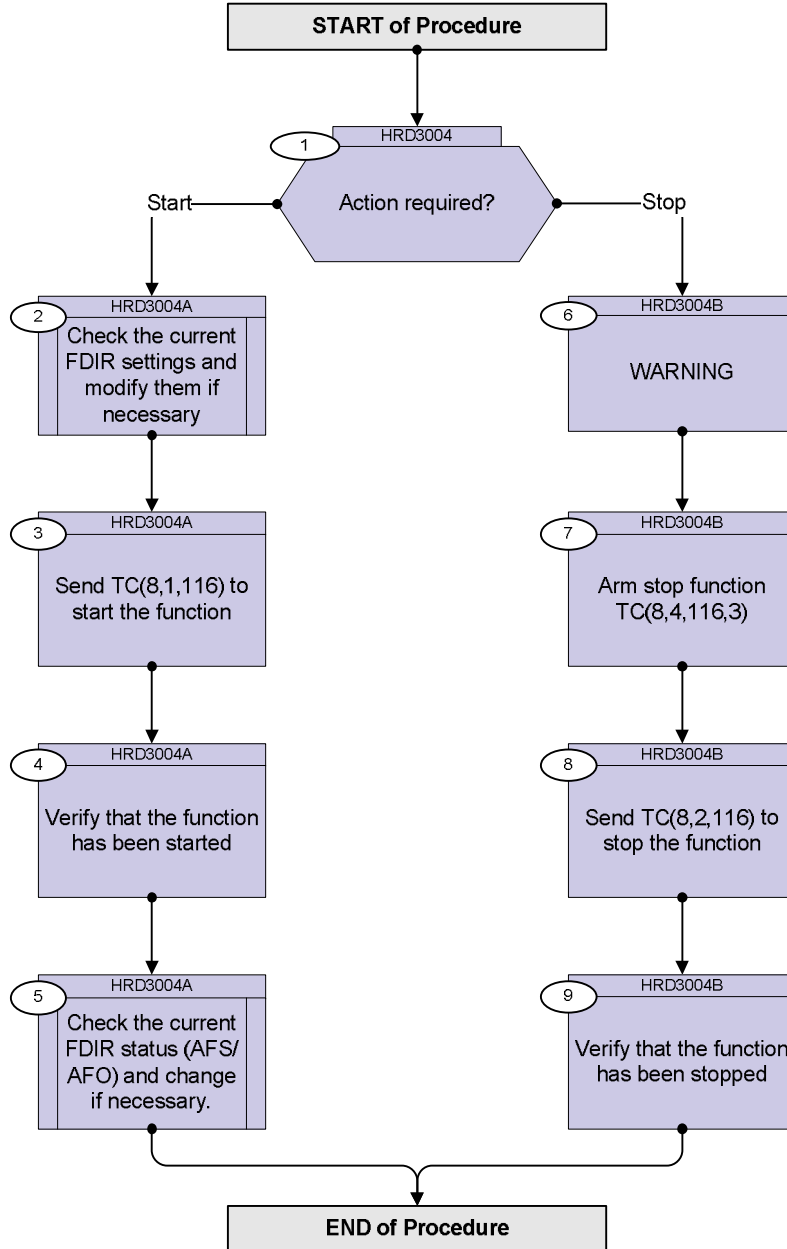 START of Procedure
HRD3004
1
Action required?
Start
Stop
HRD3004A
2
Check the current
FDIR settings and
modify them if
necessary
HRD3004B
6
WARNING
HRD3004A
3
Send TC(8,1,116) to
start the function
HRD3004B
7
Arm stop function
TC(8,4,116,3)
HRD3004A
4
Verify that the function
has been started
HRD3004B
8
Send TC(8,2,116) to
stop the function
HRD3004A
5
Check the current
FDIR status (AFS/
AFO) and change
if necessary.
HRD3004B
9
Verify that the function
has been stopped
END of Procedure